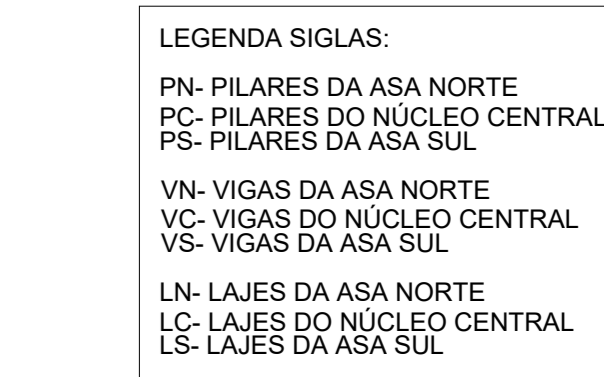 LEGENDA SIGLAS:
PN- PILARES DA ASA NORTE
PC- PILARES DO NÚCLEO CENTRAL
PS- PILARES DA ASA SUL
VN- VIGAS DA ASA NORTE
VC- VIGAS DO NÚCLEO CENTRAL
VS- VIGAS DA ASA SUL
LN- LAJES DA ASA NORTE
LC- LAJES DO NÚCLEO CENTRAL
LS- LAJES DA ASA SUL